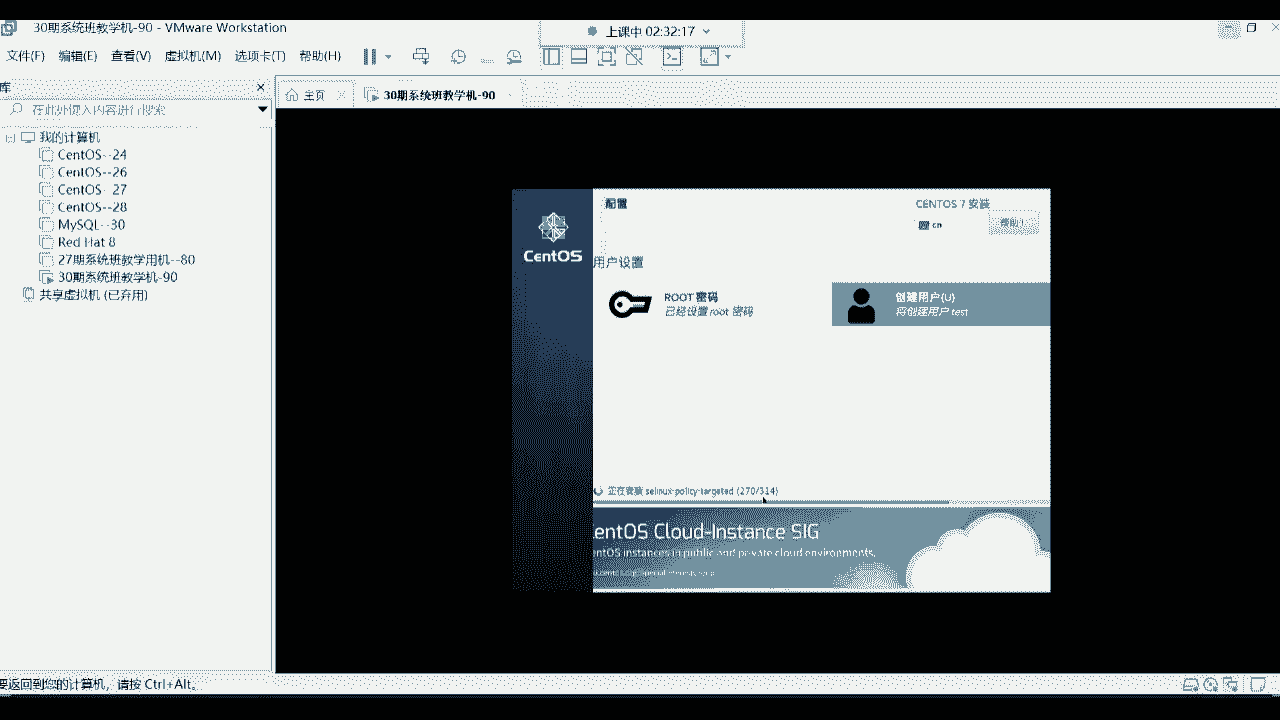 30期系统班教学机-90 - VMware Workstation
上课中 02:32:17
文件(F) 编辑(E) 查看(V) 虚拟机(M) 选项卡(T) 帮助(H)
库
主页
30期系统班教学机-90
在此处键入内容进行搜索
我的计算机
CentOS--24
CentOS--26
CentOS--27
CentOS--28
MySQL--30
Red Hat 8
27期系统班教学用机--80
30期系统班教学机-90
共享虚拟机 (已弃用)
CentOS
配置
CENTOS 7 安装
cn
帮助!
用户设置
ROOT 密码
已经设置 root 密码
创建用户(U)
将创建用户 test
正在安装 selinux-policy-targeted (270/314)
entOS Cloud-Instance SIG
entOS instances in public and private cloud environments.
要返回到您的计算机，请按 Ctrl+Alt。